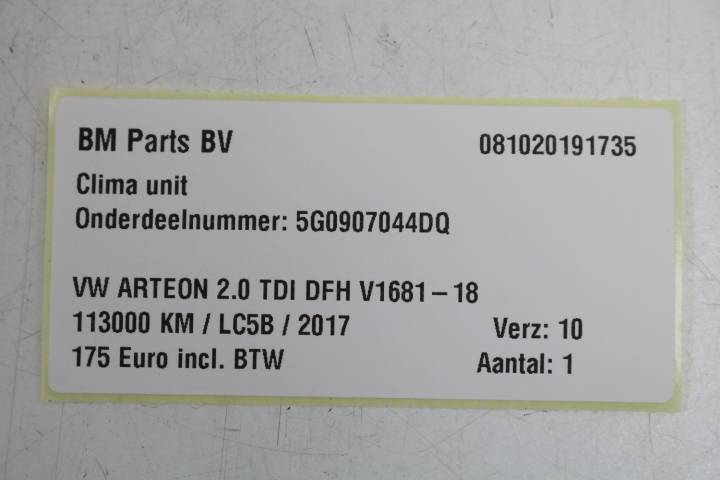 BM Parts BV 081020191735
Clima unit
Onderdeelnummer: 5G0907044DQ
VW ARTEON 2.0 TDI DFH V1681 – 18
113000 KM / LC5B / 2017 Verz: 10
175 Euro incl. BTW Aantal: 1